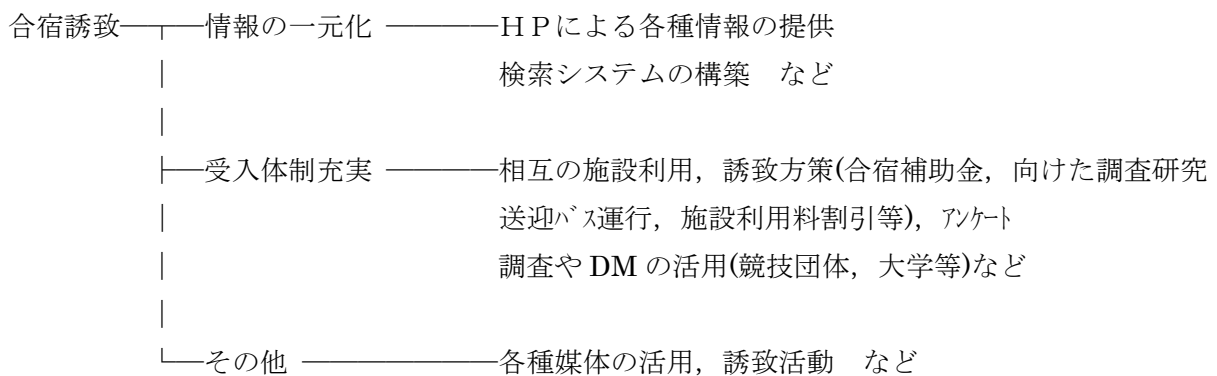 合宿誘致─┬─情報の一元化 ─────ＨＰによる各種情報の提供
｜ 検索システムの構築　など
｜
├─受入体制充実 ─────相互の施設利用，誘致方策(合宿補助金，向けた調査研究
｜ 送迎ﾊﾞｽ運行，施設利用料割引等)，ｱﾝｹｰﾄ
｜ 調査や DM の活用(競技団体，大学等)など
｜
└─その他 ─────────各種媒体の活用，誘致活動　など